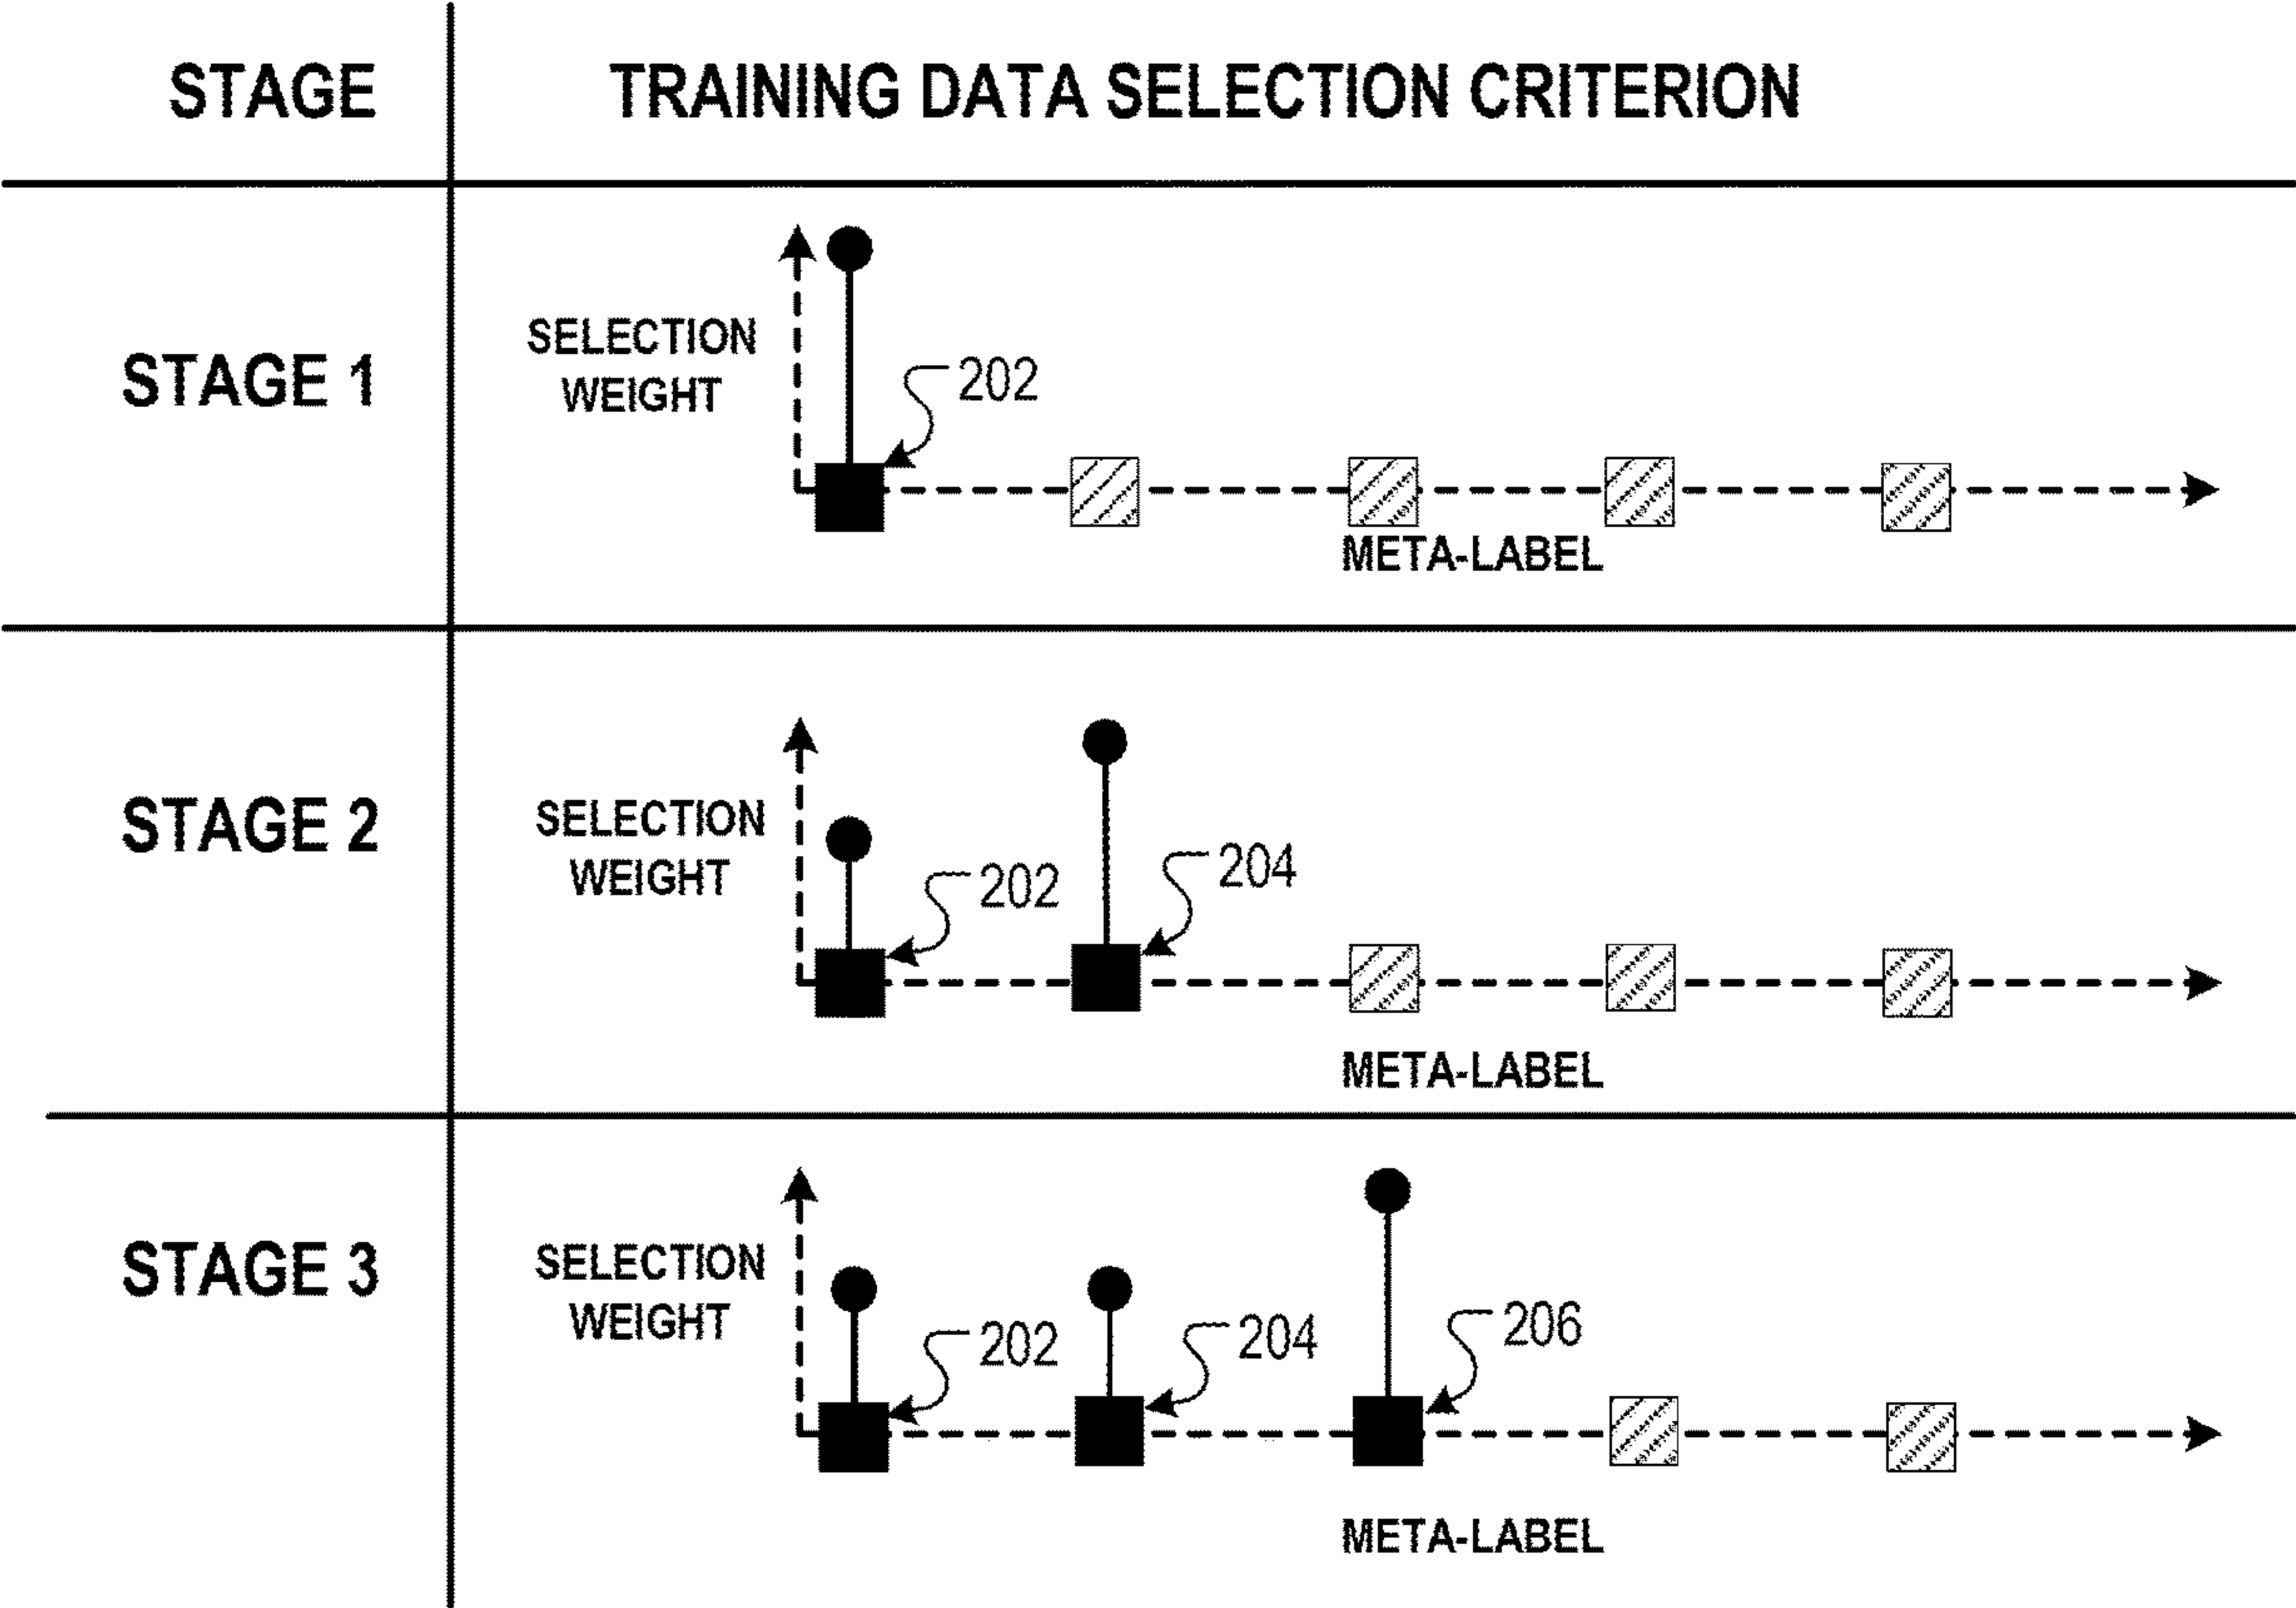 STAGE
TRAINING DATA SELECTION CRITERION
STAGE 1
SELECTION
WEIGHT
202
META-LABEL
STAGE 2
SELECTION
WEIGHT
202
204
META-LABEL
STAGE 3
SELECTION
WEIGHT
202
204
206
META-LABEL